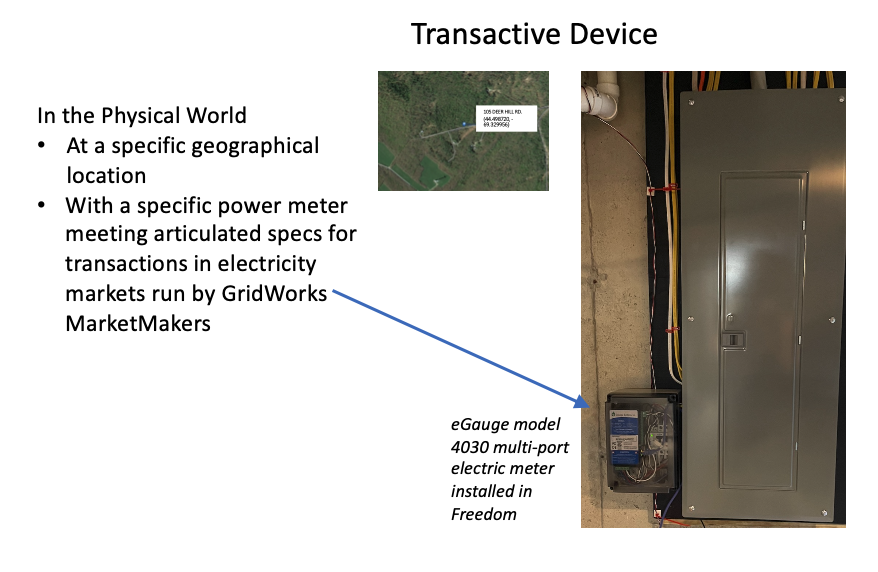 Transactive Device
In the Physical World
• At a specific geographical
location
• With a specific power meter
meeting articulated specs for
transactions in electricity
markets run by GridWorks
MarketMakers
105 DEER HILL RD.
(44.498720, -
69.329956)
eGauge model
4030 multi-port
electric meter
installed in
Freedom